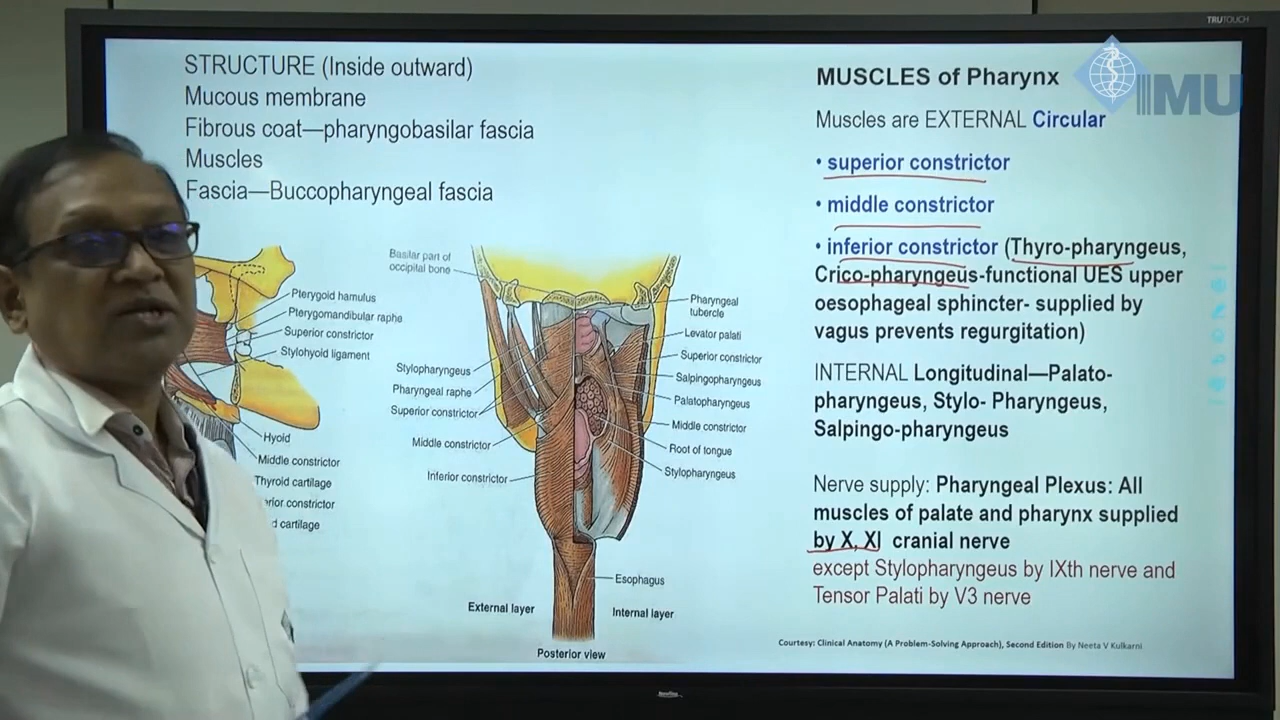 TRUTOUCH
IMU
STRUCTURE (Inside outward)
Mucous membrane
Fibrous coat—pharyngobasilar fascia
Muscles
Fascia—Buccopharyngeal fascia
Pterygoid hamulus
Pterygomandibular raphe
Superior constrictor
Stylohyoid ligament
Hyoid
Middle constrictor
Thyroid cartilage
constrictor
cartilage
Basilar part of
occipital bone
Stylopharyngeus
Pharyngeal raphe
Superior constrictor
Middle constrictor
Inferior constrictor
Pharyngeal
tubercle
Levator palati
Superior constrictor
Salpingopharyngeus
Palatopharyngeus
Middle constrictor
Root of tongue
Stylopharyngeus
Esophagus
External layer
Internal layer
Posterior view
MUSCLES of Pharynx
Muscles are EXTERNAL Circular
• superior constrictor
• middle constrictor
• inferior constrictor (Thyro-pharyngeus,
Crico-pharyngeus-functional UES upper
oesophageal sphincter- supplied by
vagus prevents regurgitation)
INTERNAL Longitudinal—Palato-
pharyngeus, Stylo- Pharyngeus,
Salpingo-pharyngeus
Nerve supply: Pharyngeal Plexus: All
muscles of palate and pharynx supplied
by X, XI cranial nerve
except Stylopharyngeus by IXth nerve and
Tensor Palati by V3 nerve
Courtesy: Clinical Anatomy (A Problem-Solving Approach), Second Edition By Neeta V Kulkarni